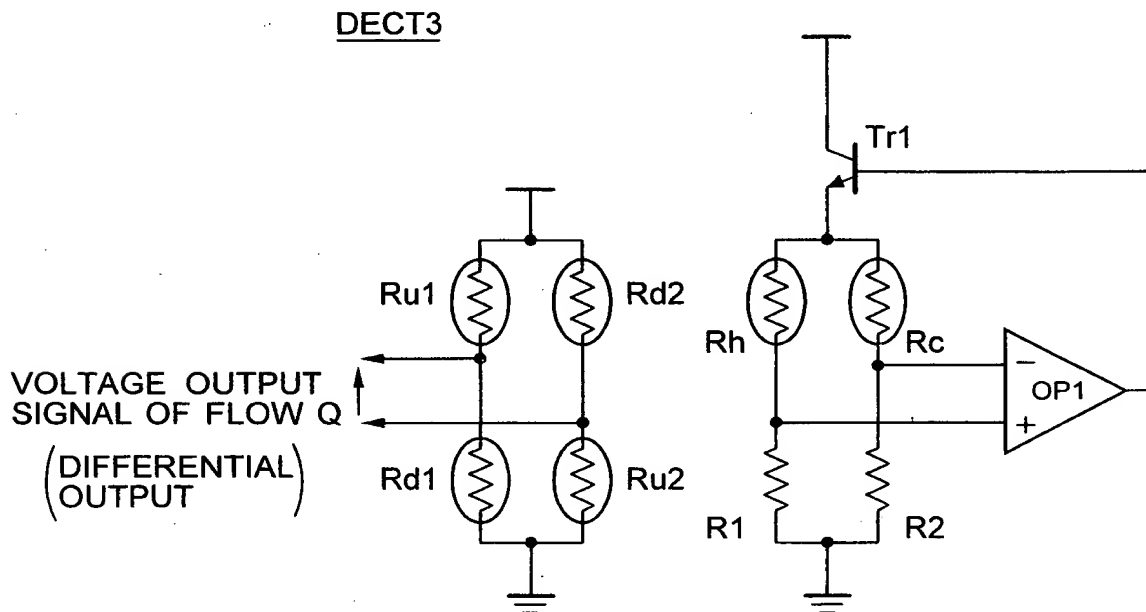 DECT3
Tr1
Ru1
Rd2
Rh
Rc
VOLTAGE OUTPUT
SIGNAL OF FLOW Q
(DIFFERENTIAL
OUTPUT)
OP1
−
+
Rd1
Ru2
R1
R2